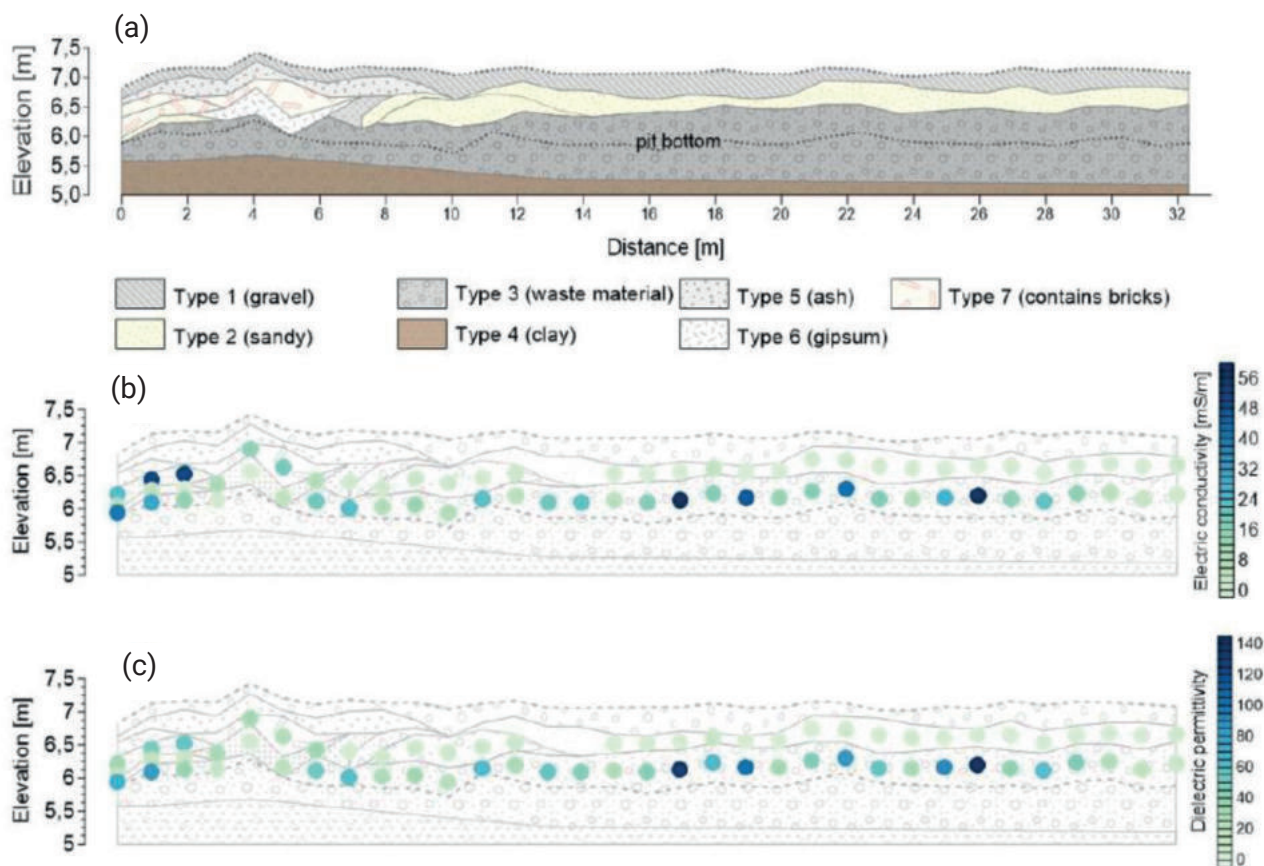 (a)
7,5
7,0
6,5
6,0
5,5
5,0
Elevation [m]
pit bottom
0 2 4 6 8 10 12 14 16 18 20 22 24 26 28 30 32
Distance [m]
Type 1 (gravel) Type 3 (waste material) Type 5 (ash) Type 7 (contains bricks)
Type 2 (sandy) Type 4 (clay) Type 6 (gipsum)
(b)
7,5
7
6,5
6
5,5
5
Elevation [m]
Electric conductivity [mS/m]
56
48
40
32
24
16
8
0
(c)
7,5
7
6,5
6
5,5
5
Elevation [m]
Dielectric permittivity
140
120
100
80
60
40
20
0